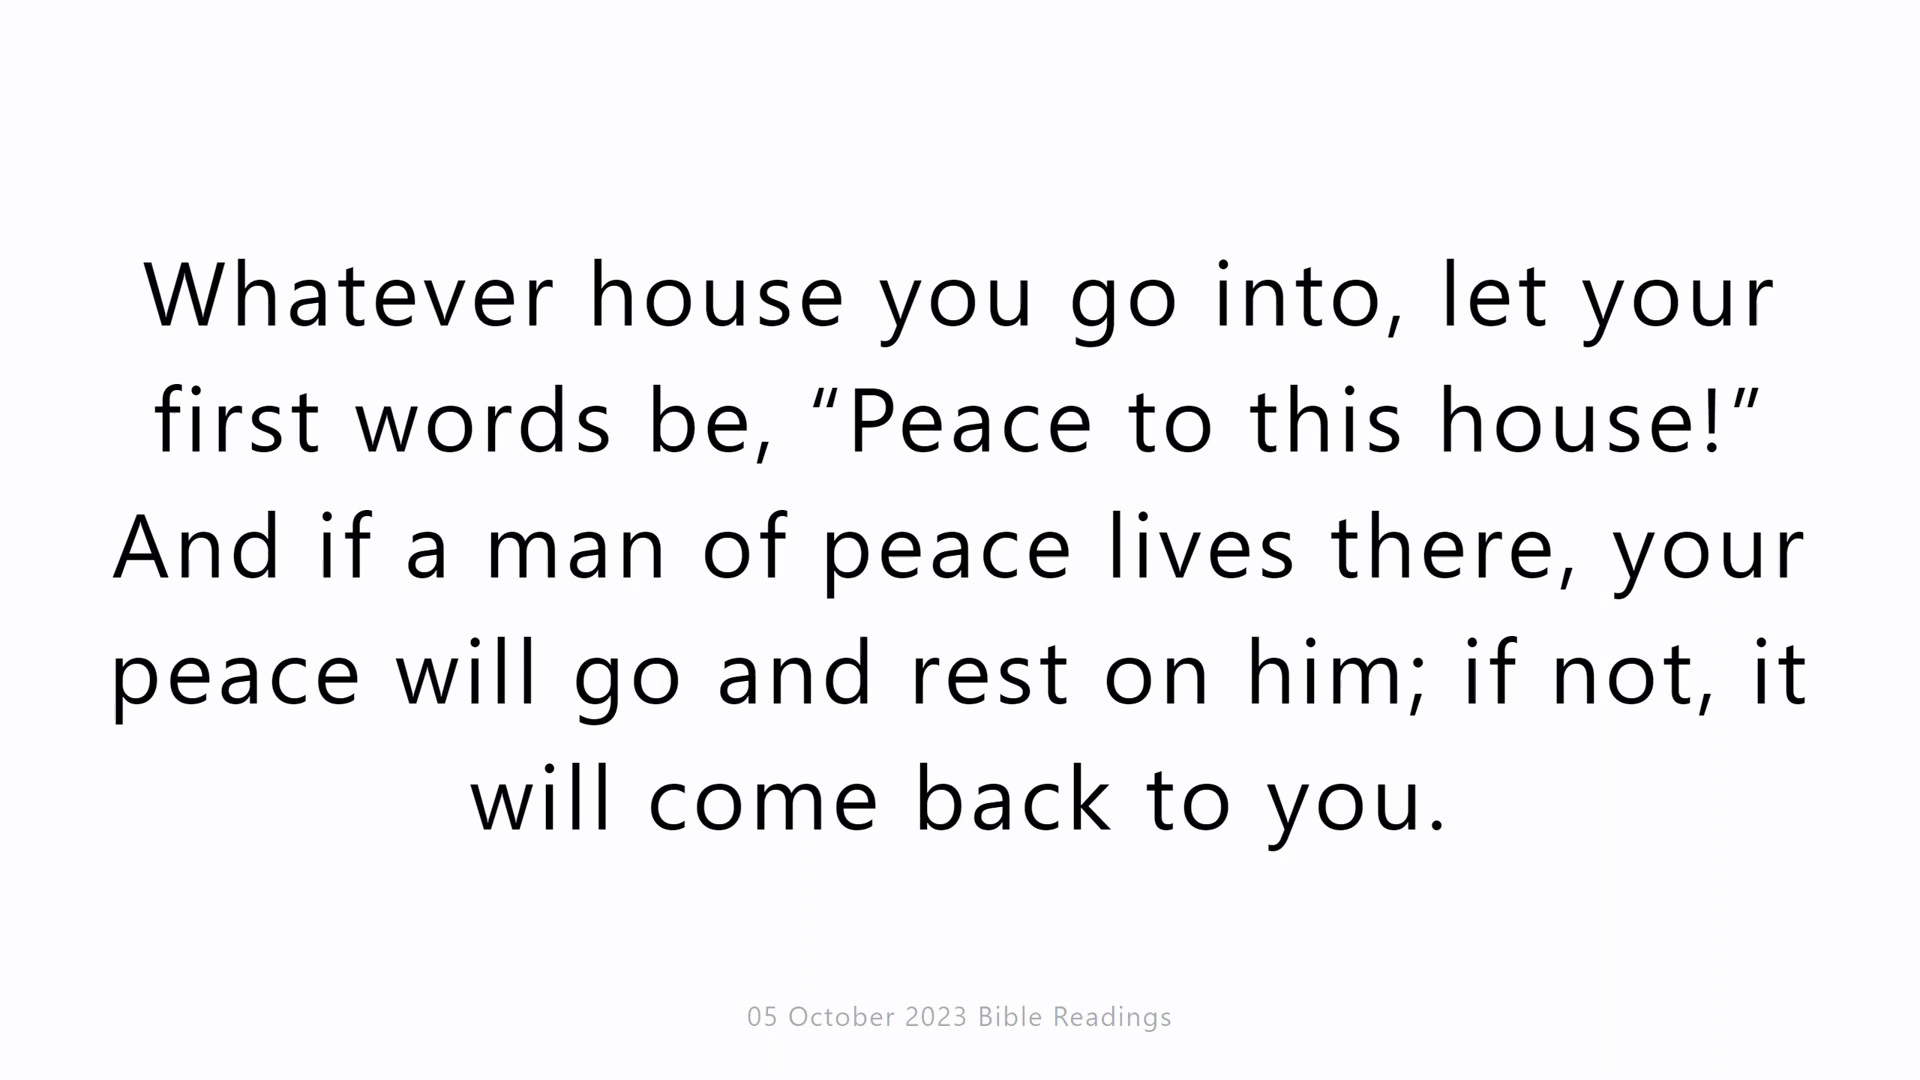 Whatever house you go into, let your
first words be, “Peace to this house!”
And if a man of peace lives there, your
peace will go and rest on him; if not, it
will come back to you.
05 October 2023 Bible Readings